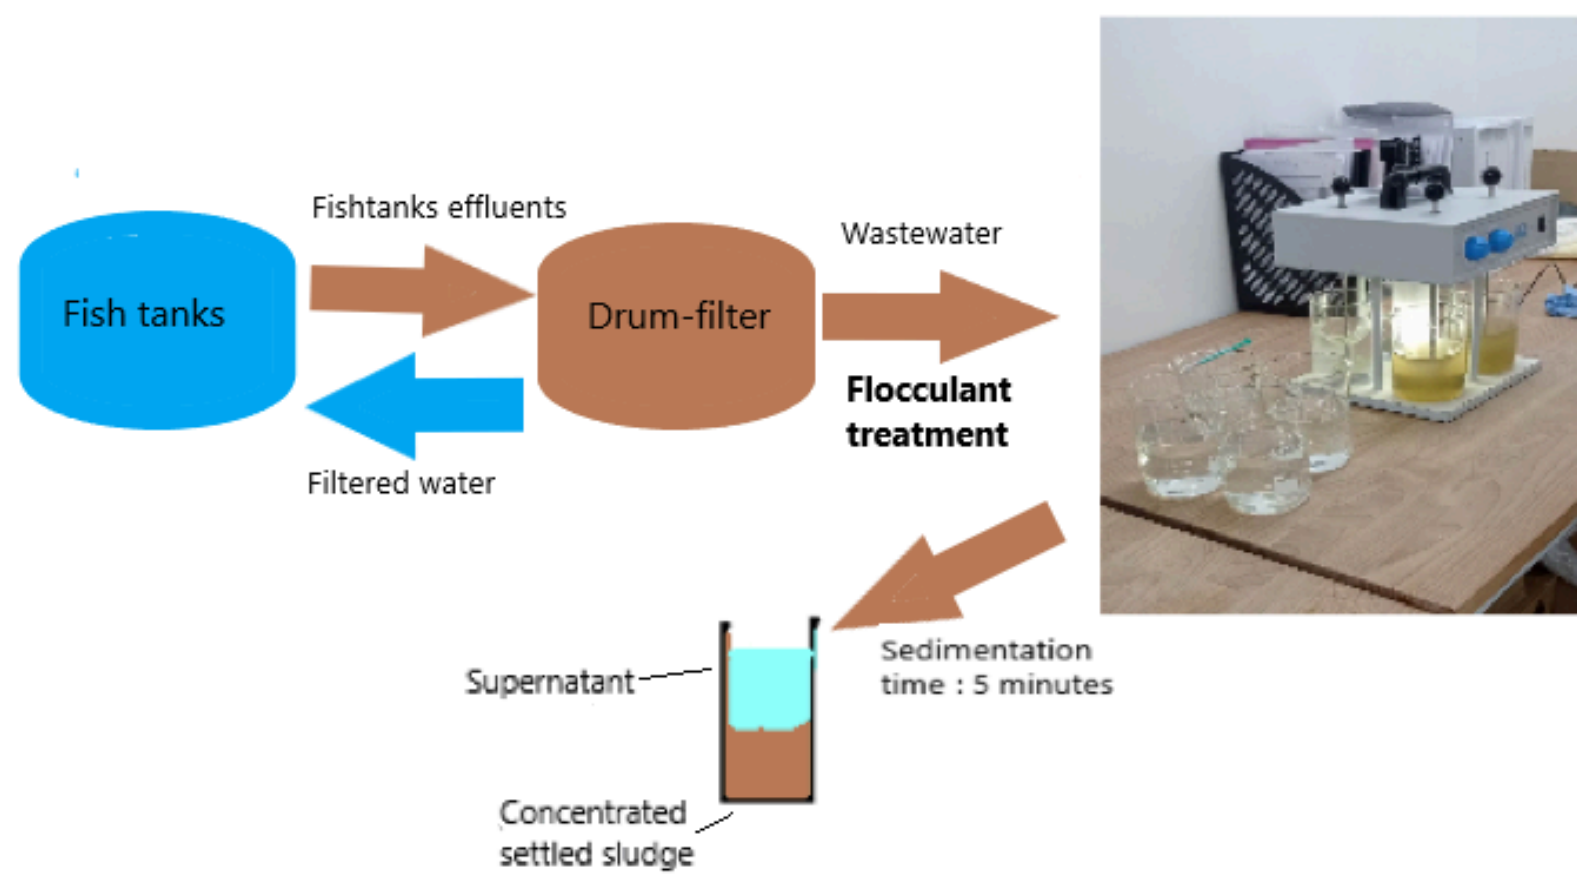 Fishtanks effluents
Wastewater
Fish tanks
Drum-filter
Flocculant
treatment
Filtered water
Sedimentation
time : 5 minutes
Supernatant
Concentrated
settled sludge